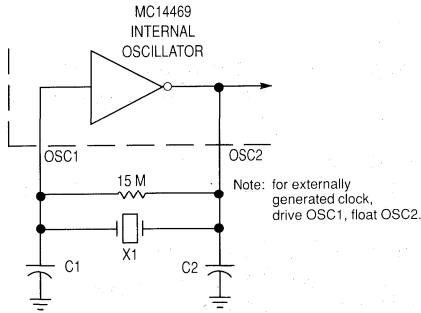 MC14469
INTERNAL
OSCILLATOR
OSC1
OSC2
15 M
Note: for externally
generated clock,
drive OSC1, float OSC2.
X1
C1
C2